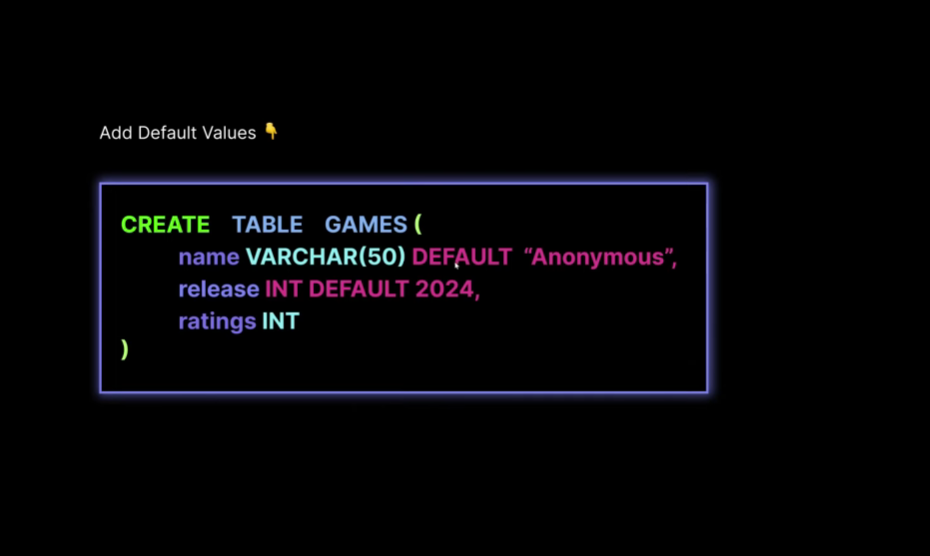 Add Default Values 👇
CREATE TABLE GAMES (
name VARCHAR(50) DEFAULT “Anonymous”,
release INT DEFAULT 2024,
ratings INT
)